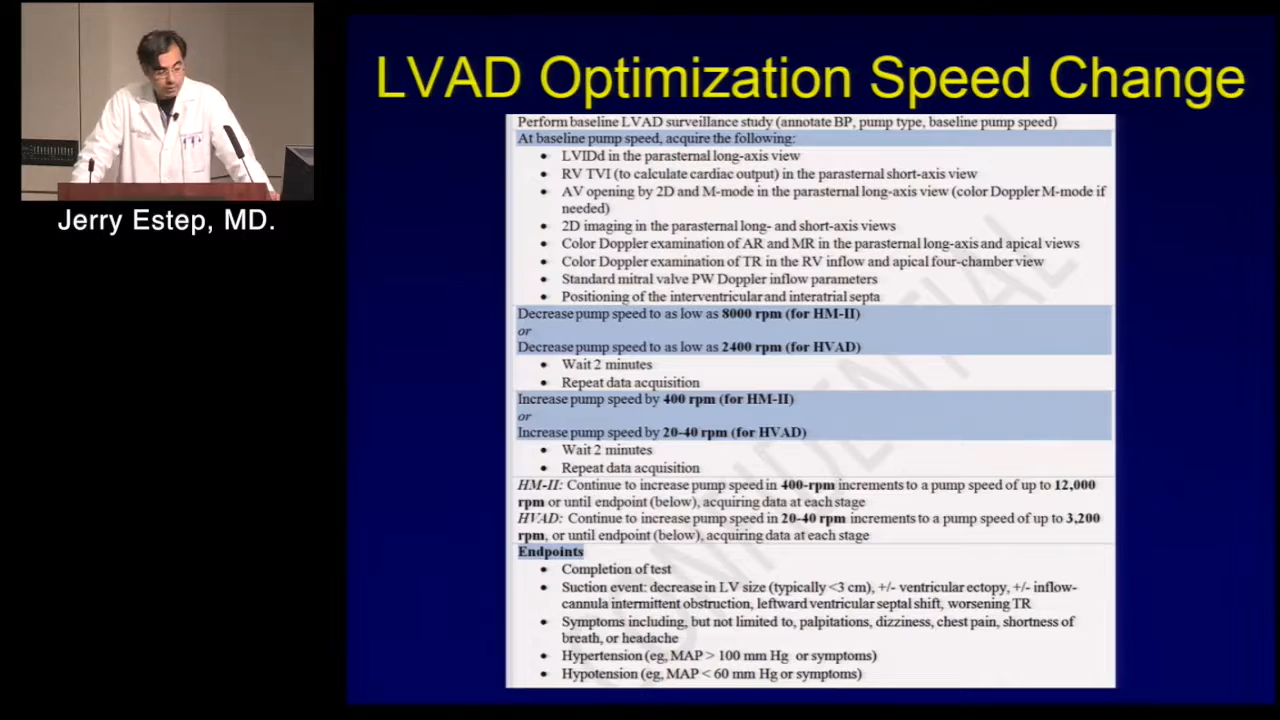 LVAD Optimization Speed Change
Jerry Estep, MD.
Perform baseline LVAD surveillance study (annotate BP, pump type, baseline pump speed)
At baseline pump speed, acquire the following:
• LVIDd in the parasternal long-axis view
• RV TVI (to calculate cardiac output) in the parasternal short-axis view
• AV opening by 2D and M-mode in the parasternal long-axis view (color Doppler M-mode if
needed)
• 2D imaging in the parasternal long- and short-axis views
• Color Doppler examination of AR and MR in the parasternal long-axis and apical views
• Color Doppler examination of TR in the RV inflow and apical four-chamber view
• Standard mitral valve PW Doppler inflow parameters
• Positioning of the interventricular and interatrial septa
Decrease pump speed to as low as 8000 rpm (for HM-II)
or
Decrease pump speed to as low as 2400 rpm (for HVAD)
• Wait 2 minutes
• Repeat data acquisition
Increase pump speed by 400 rpm (for HM-II)
or
Increase pump speed by 20-40 rpm (for HVAD)
• Wait 2 minutes
• Repeat data acquisition
HM-II: Continue to increase pump speed in 400-rpm increments to a pump speed of up to 12,000
rpm or until endpoint (below), acquiring data at each stage
HVAD: Continue to increase pump speed in 20-40 rpm increments to a pump speed of up to 3,200
rpm, or until endpoint (below), acquiring data at each stage
Endpoints
• Completion of test
• Suction event: decrease in LV size (typically <3 cm), +/- ventricular ectopy, +/- inflow-
cannula intermittent obstruction, leftward ventricular septal shift, worsening TR
• Symptoms including, but not limited to, palpitations, dizziness, chest pain, shortness of
breath, or headache
• Hypertension (eg, MAP > 100 mm Hg or symptoms)
• Hypotension (eg, MAP < 60 mm Hg or symptoms)
CONFIDENTIAL